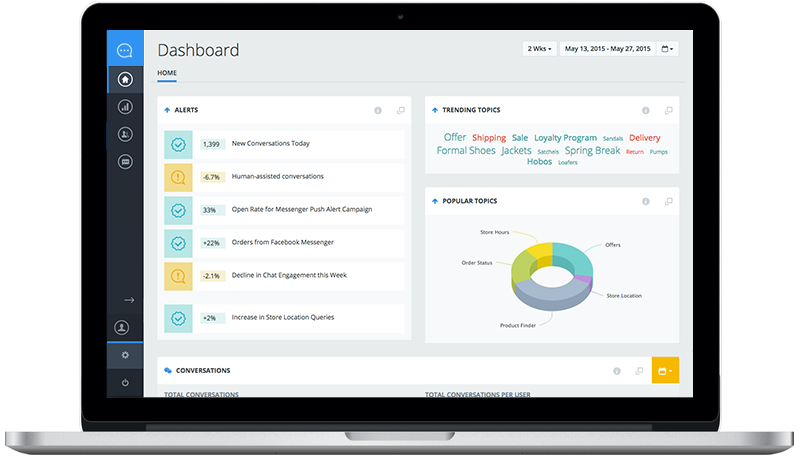 Dashboard
2 Wks
May 13, 2015 - May 27, 2015
HOME
ALERTS
1,399 New Conversations Today
-6.7% Human-assisted conversations
33% Open Rate for Messenger Push Alert Campaign
+22% Orders from Facebook Messenger
-2.1% Decline in Chat Engagement this Week
+2% Increase in Store Location Queries
TRENDING TOPICS
Offer Shipping Sale Loyalty Program Sandals Delivery
Formal Shoes Jackets Satchels Spring Break Return Pumps
Hobos Loafers
POPULAR TOPICS
Store Hours
Offers
Order Status
Store Location
Product Finder
CONVERSATIONS
TOTAL CONVERSATIONS
TOTAL CONVERSATIONS PER USER